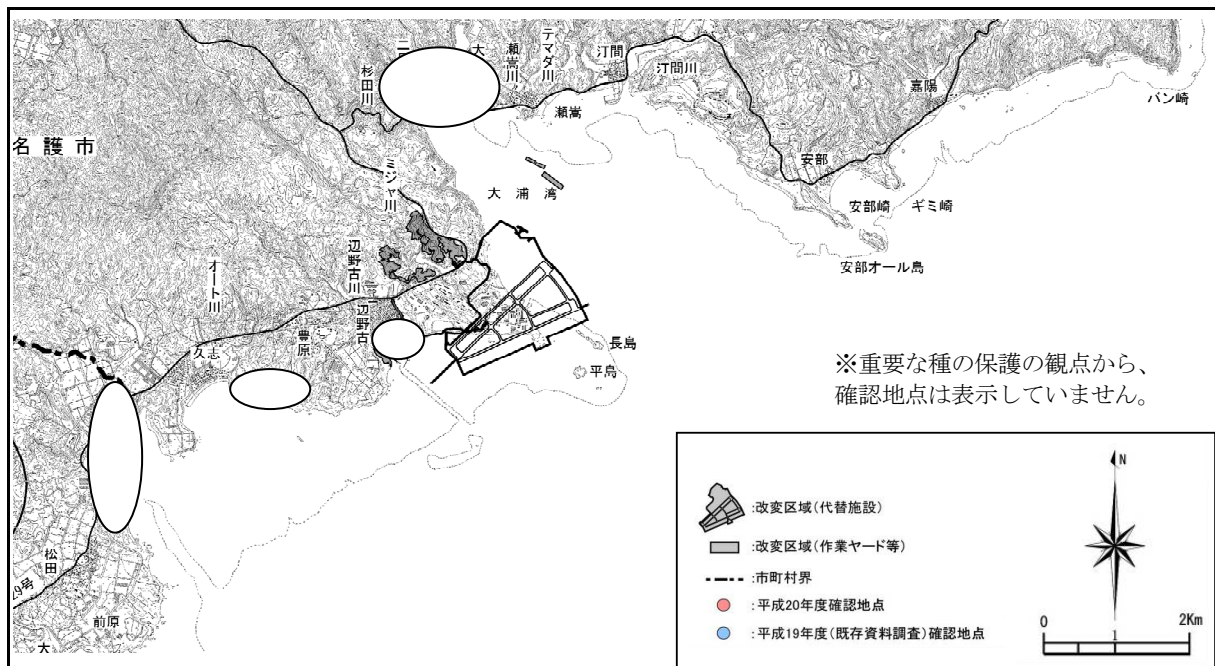 二
大
瀬嵩川
テマダ川
汀間
汀間川
嘉陽
バン崎
杉田川
瀬嵩
名護市
ミジャ川
大浦湾
安部
安部崎
ギミ崎
安部オール島
辺野古川
オート川
辺野古
豊原
久志
長島
平島
※重要な種の保護の観点から、
確認地点は表示していません。
松田
29号
前原
大
:改変区域(代替施設)
:改変区域(作業ヤード等)
:市町村界
:平成20年度確認地点
:平成19年度(既存資料調査)確認地点
N
0 1 2Km